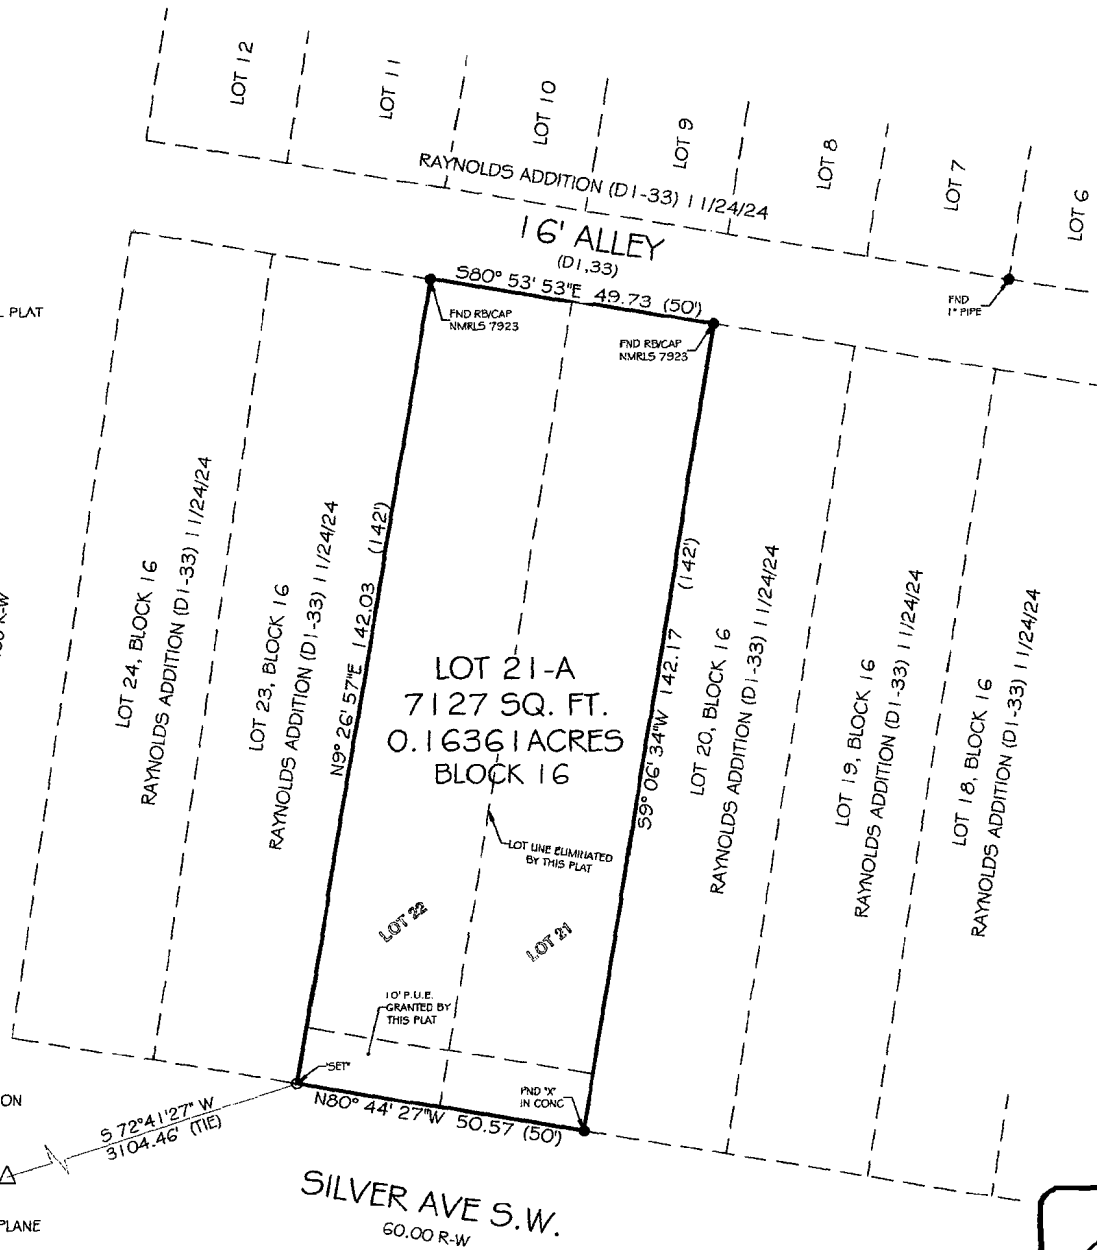 LOT 12
LOT 11
LOT 10
LOT 9
LOT 8
LOT 7
LOT 6
RAYNOLDS ADDITION (D1-33) 11/24/24
16' ALLEY
(D1,33)
S80° 53' 53"E 49.73 (50')
FND RB/CAP
NMRLS 7923
FND RB/CAP
NMRLS 7923
FND
1" PIPE
PLAT
R-W
LOT 24, BLOCK 16
RAYNOLDS ADDITION (D1-33) 11/24/24
LOT 23, BLOCK 16
RAYNOLDS ADDITION (D1-33) 11/24/24
N9° 26' 57"E 142.03 (142')
LOT 21-A
7127 SQ. FT.
0.16361ACRES
BLOCK 16
S9° 06' 34"W 142.17 (142')
LOT 20, BLOCK 16
RAYNOLDS ADDITION (D1-33) 11/24/24
LOT 19, BLOCK 16
RAYNOLDS ADDITION (D1-33) 11/24/24
LOT 18, BLOCK 16
RAYNOLDS ADDITION (D1-33) 11/24/24
LOT LINE ELIMINATED
BY THIS PLAT
LOT 22
LOT 21
10' P.U.E.
GRANTED BY
THIS PLAT
"SET"
FND "X"
IN CONC
N80° 44' 27"W 50.57 (50')
ON
S 72°41'27" W
3104.46' (TIE)
PLANE
SILVER AVE S.W.
60.00 R-W